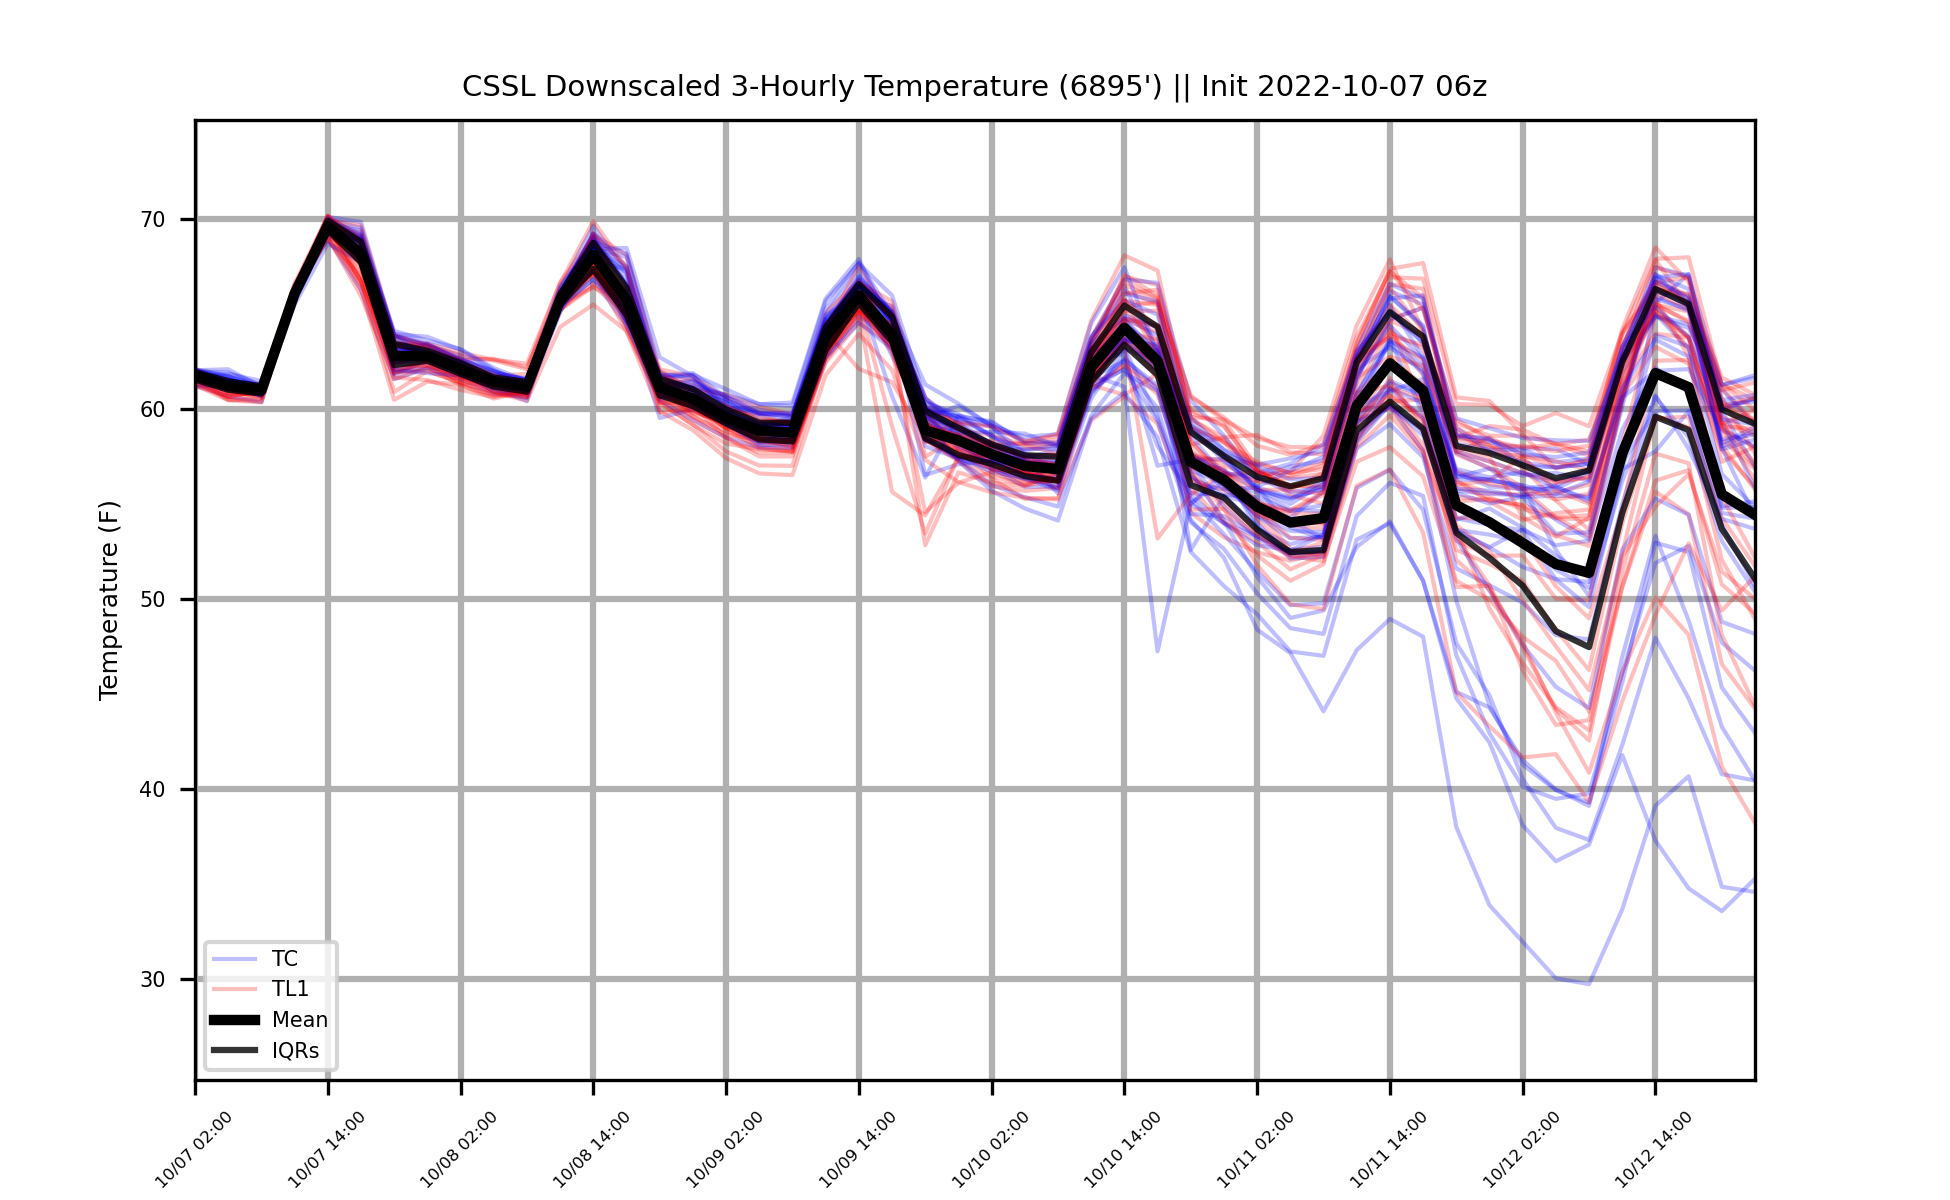 CSSL Downscaled 3-Hourly Temperature (6895') || Init 2022-10-07 06z
Temperature (F)
70
60
50
40
30
TC
TL1
Mean
IQRs
10/07 02:00
10/07 14:00
10/08 02:00
10/08 14:00
10/09 02:00
10/09 14:00
10/10 02:00
10/10 14:00
10/11 02:00
10/11 14:00
10/12 02:00
10/12 14:00